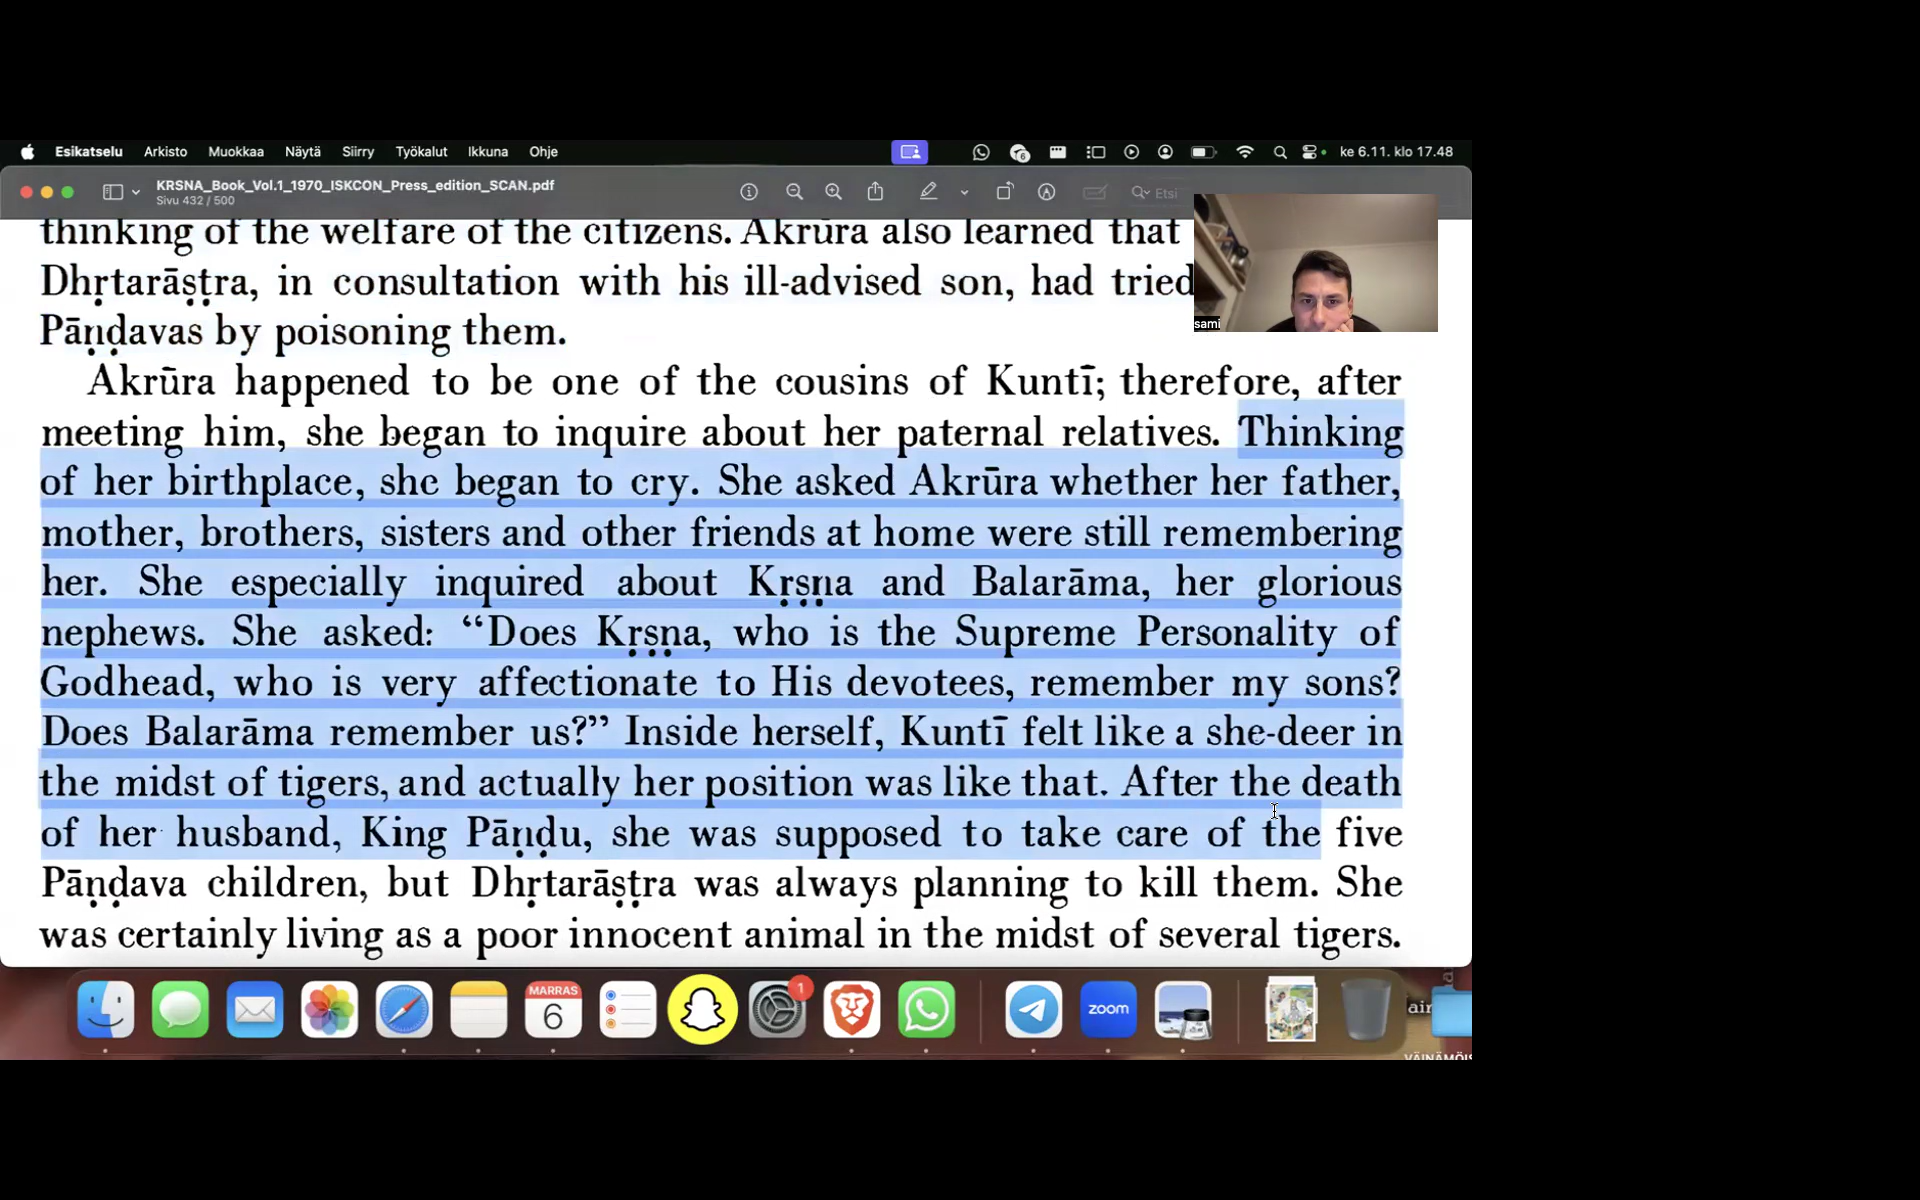 Esikatselu Arkisto Muokkaa Näytä Siirry Työkalut Ikkuna Ohje ke 6.11. klo 17.48
KRSNA_Book_Vol.1_1970_ISKCON_Press_edition_SCAN.pdf
Sivu 432 / 500
Etsi
thinking of the welfare of the citizens. Akrūra also learned that
Dhṛtarāṣṭra, in consultation with his ill-advised son, had tried
Pāṇḍavas by poisoning them.
sami
Akrūra happened to be one of the cousins of Kuntī; therefore, after
meeting him, she began to inquire about her paternal relatives. Thinking
of her birthplace, she began to cry. She asked Akrūra whether her father,
mother, brothers, sisters and other friends at home were still remembering
her. She especially inquired about Kṛṣṇa and Balarāma, her glorious
nephews. She asked: “Does Kṛṣṇa, who is the Supreme Personality of
Godhead, who is very affectionate to His devotees, remember my sons?
Does Balarāma remember us?” Inside herself, Kuntī felt like a she-deer in
the midst of tigers, and actually her position was like that. After the death
of her husband, King Pāṇḍu, she was supposed to take care of the five
Pāṇḍava children, but Dhṛtarāṣṭra was always planning to kill them. She
was certainly living as a poor innocent animal in the midst of several tigers.
MARRAS
6
1
zoom